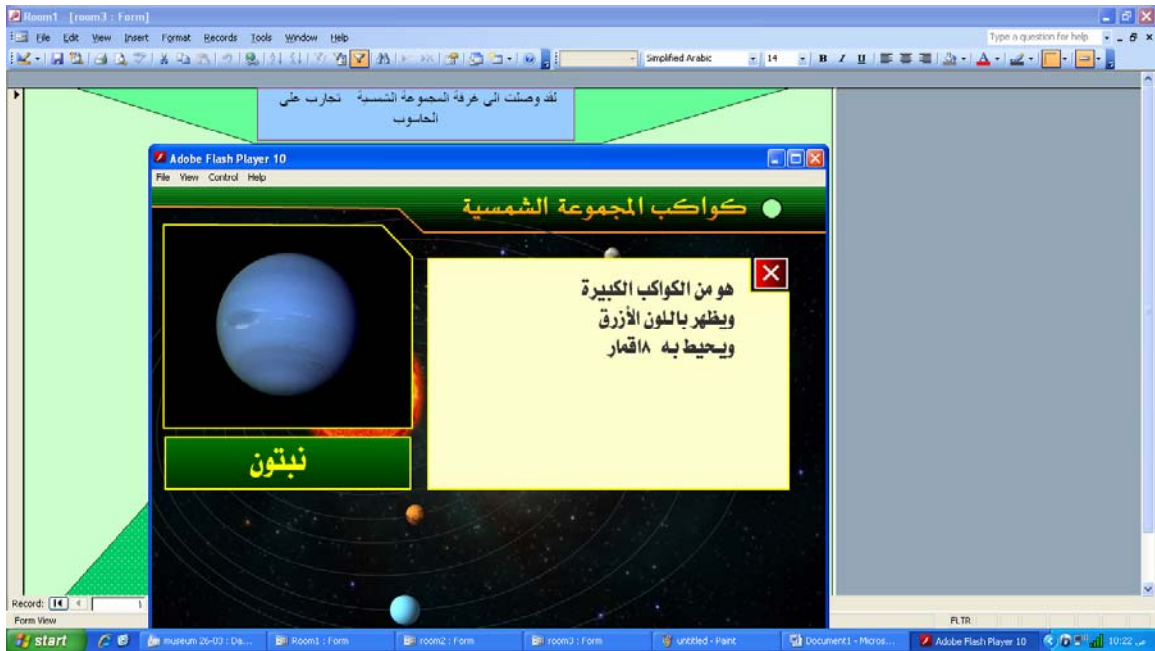 Room1 - [room3 : Form]
File Edit View Insert Format Records Tools Window Help
Type a question for help
Simplified Arabic
14
B I U
لقد وصلت الى غرفة المجموعة الشمسية تجارب على
الحاسوب
Adobe Flash Player 10
File View Control Help
كواكب المجموعة الشمسية
هو من الكواكب الكبيرة
ويظهر باللون الأزرق
ويحيط به ٨اقمار
نبتون
Record:
1
Form View
FLTR
start
museum 26-03 : Da...
Room1 : Form
room2 : Form
room3 : Form
untitled - Paint
Document1 - Micros...
Adobe Flash Player 10
10:22 ص